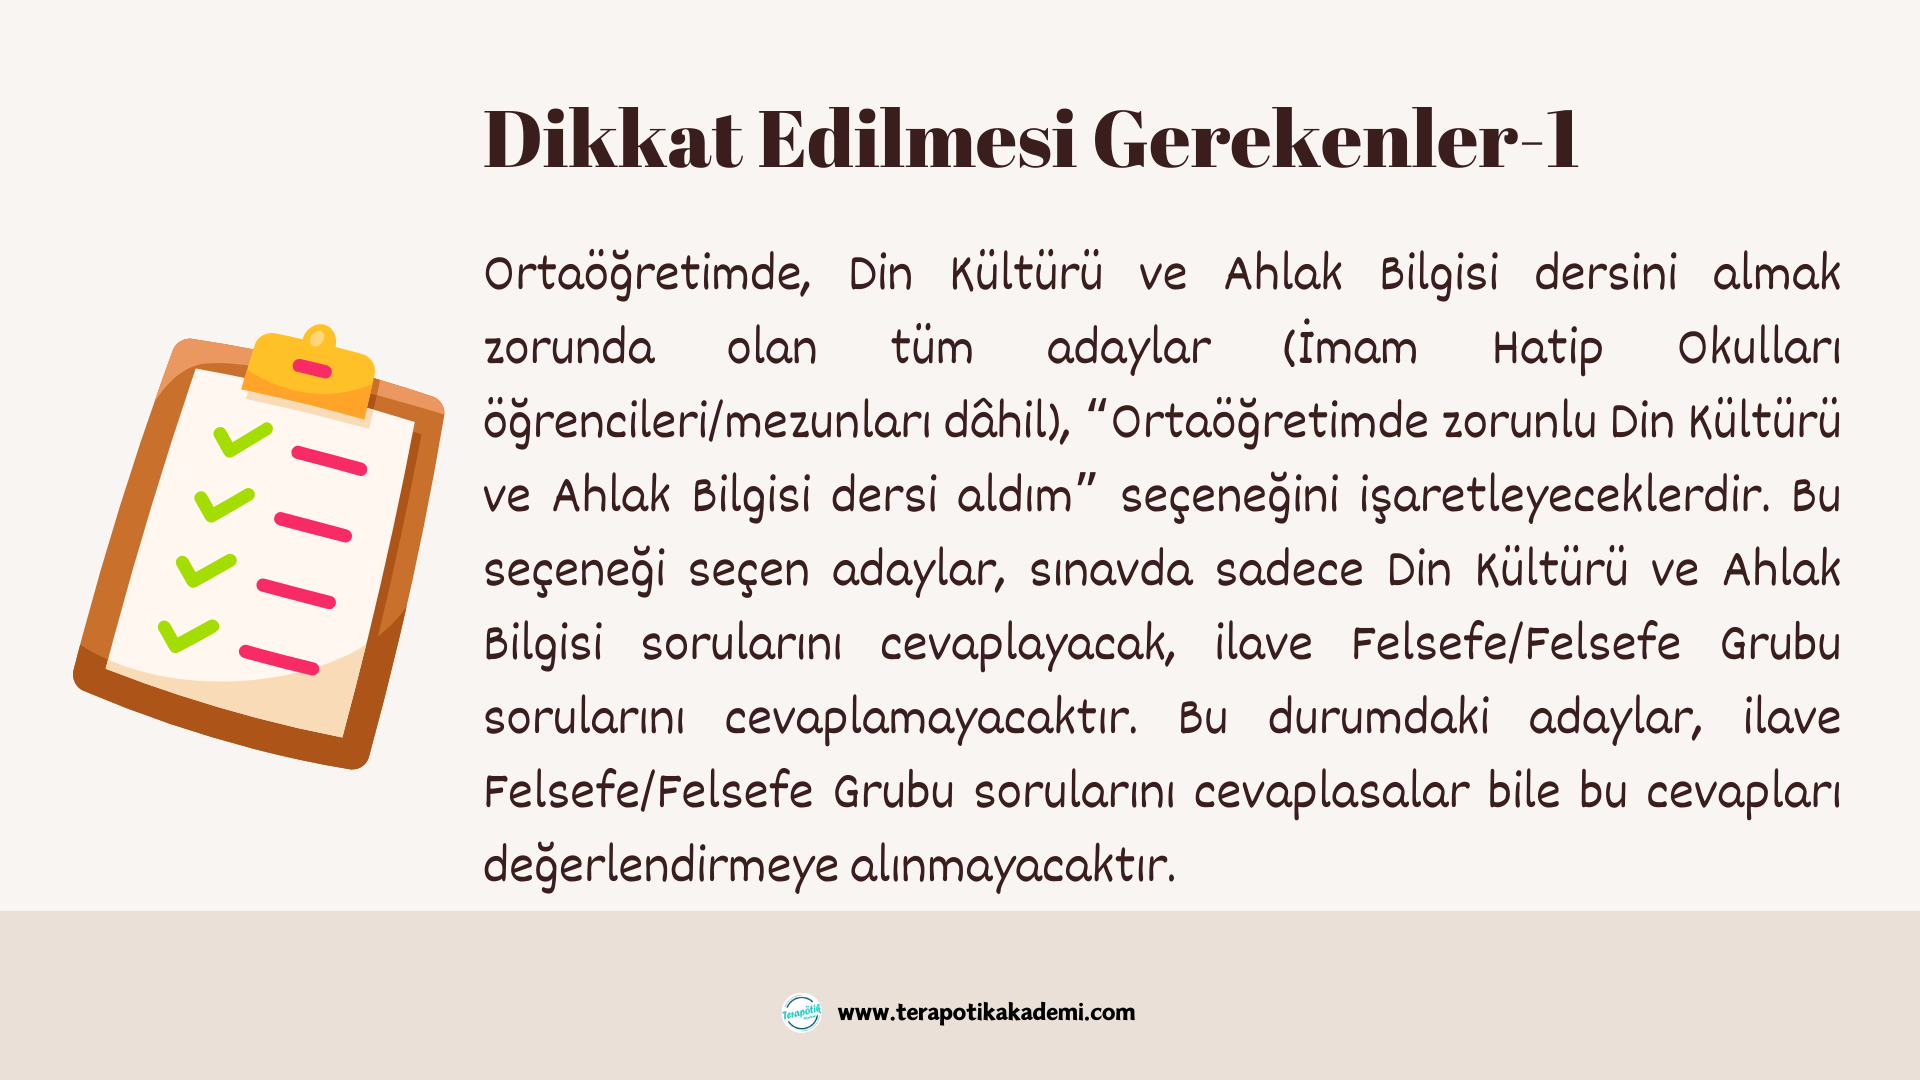 Dikkat Edilmesi Gerekenler-1
Ortaöğretimde, Din Kültürü ve Ahlak Bilgisi dersini almak
zorunda olan tüm adaylar (İmam Hatip Okulları
öğrencileri/mezunları dâhil), “Ortaöğretimde zorunlu Din Kültürü
ve Ahlak Bilgisi dersi aldım” seçeneğini işaretleyeceklerdir. Bu
seçeneği seçen adaylar, sınavda sadece Din Kültürü ve Ahlak
Bilgisi sorularını cevaplayacak, ilave Felsefe/Felsefe Grubu
sorularını cevaplamayacaktır. Bu durumdaki adaylar, ilave
Felsefe/Felsefe Grubu sorularını cevaplasalar bile bu cevapları
değerlendirmeye alınmayacaktır.
Terapötik
www.terapotikakademi.com